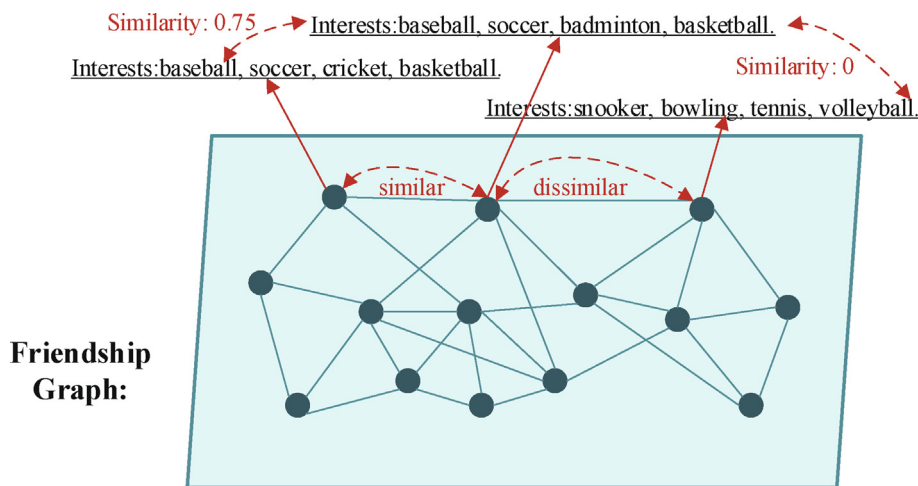 Similarity: 0.75
Interests:baseball, soccer, badminton, basketball.
Interests:baseball, soccer, cricket, basketball.
Similarity: 0
Interests:snooker, bowling, tennis, volleyball.
similar
dissimilar
Friendship
Graph: